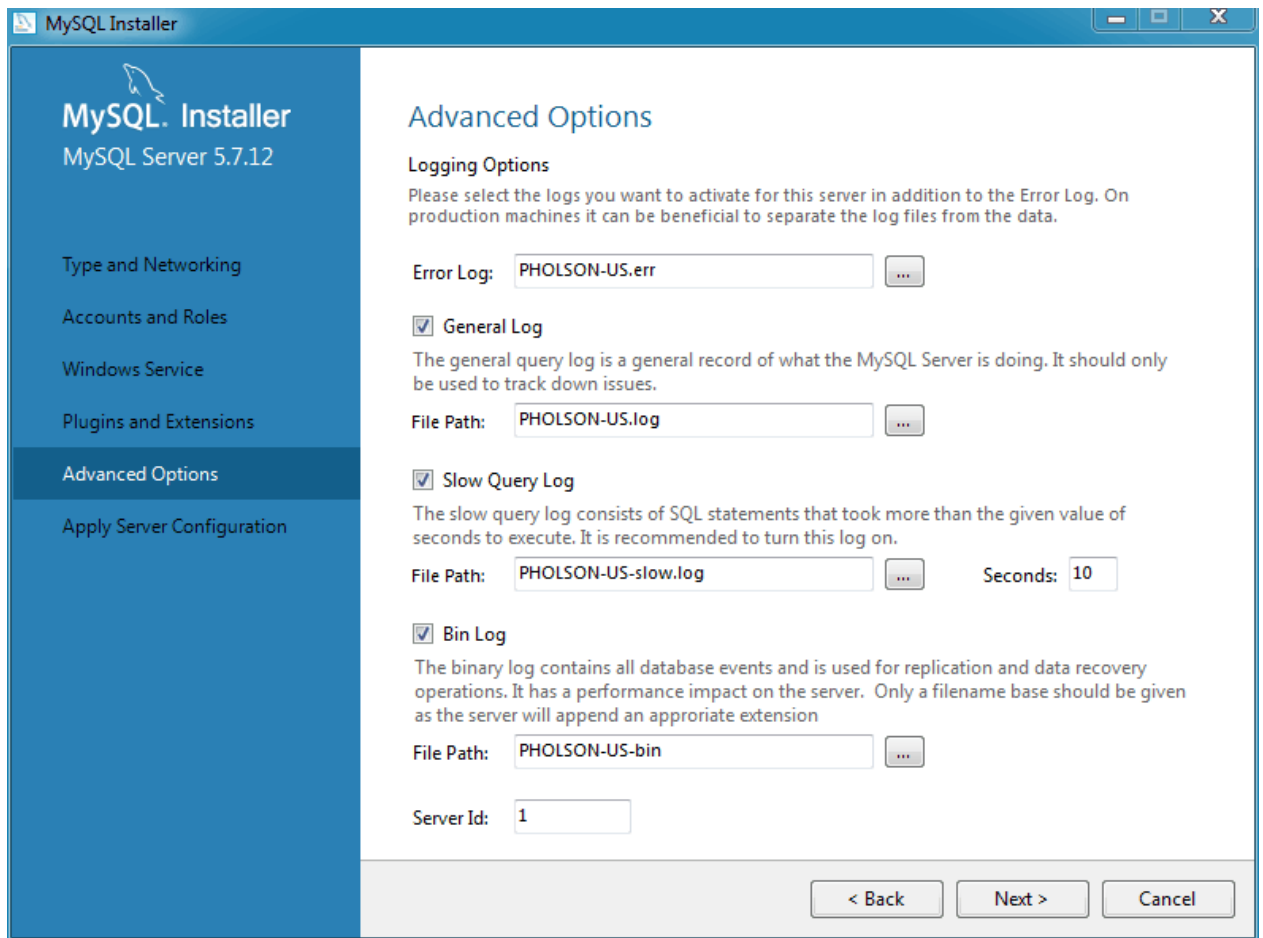 MySQL Installer
MySQL. Installer
MySQL Server 5.7.12
Type and Networking
Accounts and Roles
Windows Service
Plugins and Extensions
Advanced Options
Apply Server Configuration
Advanced Options
Logging Options
Please select the logs you want to activate for this server in addition to the Error Log. On
production machines it can be beneficial to separate the log files from the data.
Error Log: PHOLSON-US.err ...
General Log
The general query log is a general record of what the MySQL Server is doing. It should only
be used to track down issues.
File Path: PHOLSON-US.log ...
Slow Query Log
The slow query log consists of SQL statements that took more than the given value of
seconds to execute. It is recommended to turn this log on.
File Path: PHOLSON-US-slow.log ... Seconds: 10
Bin Log
The binary log contains all database events and is used for replication and data recovery
operations. It has a performance impact on the server.  Only a filename base should be given
as the server will append an approriate extension
File Path: PHOLSON-US-bin ...
Server Id: 1
< Back Next > Cancel